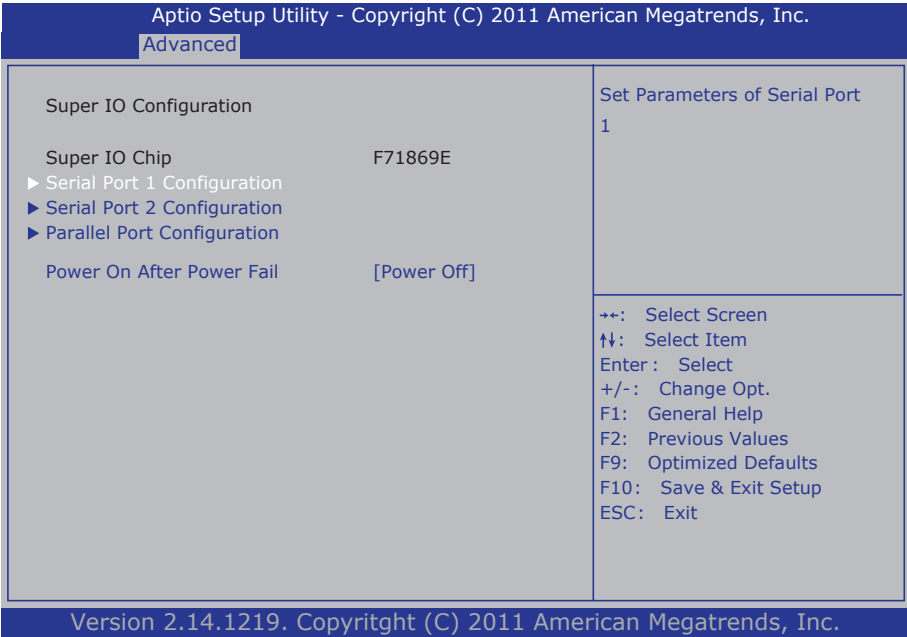 Aptio Setup Utility - Copyright (C) 2011 American Megatrends, Inc.
Advanced
Super IO Configuration
Super IO Chip F71869E
▶ Serial Port 1 Configuration
▶ Serial Port 2 Configuration
▶ Parallel Port Configuration
Power On After Power Fail [Power Off]
Set Parameters of Serial Port
1
→←: Select Screen
↑↓: Select Item
Enter : Select
+/-: Change Opt.
F1: General Help
F2: Previous Values
F9: Optimized Defaults
F10: Save & Exit Setup
ESC: Exit
Version 2.14.1219. Copyritght (C) 2011 American Megatrends, Inc.